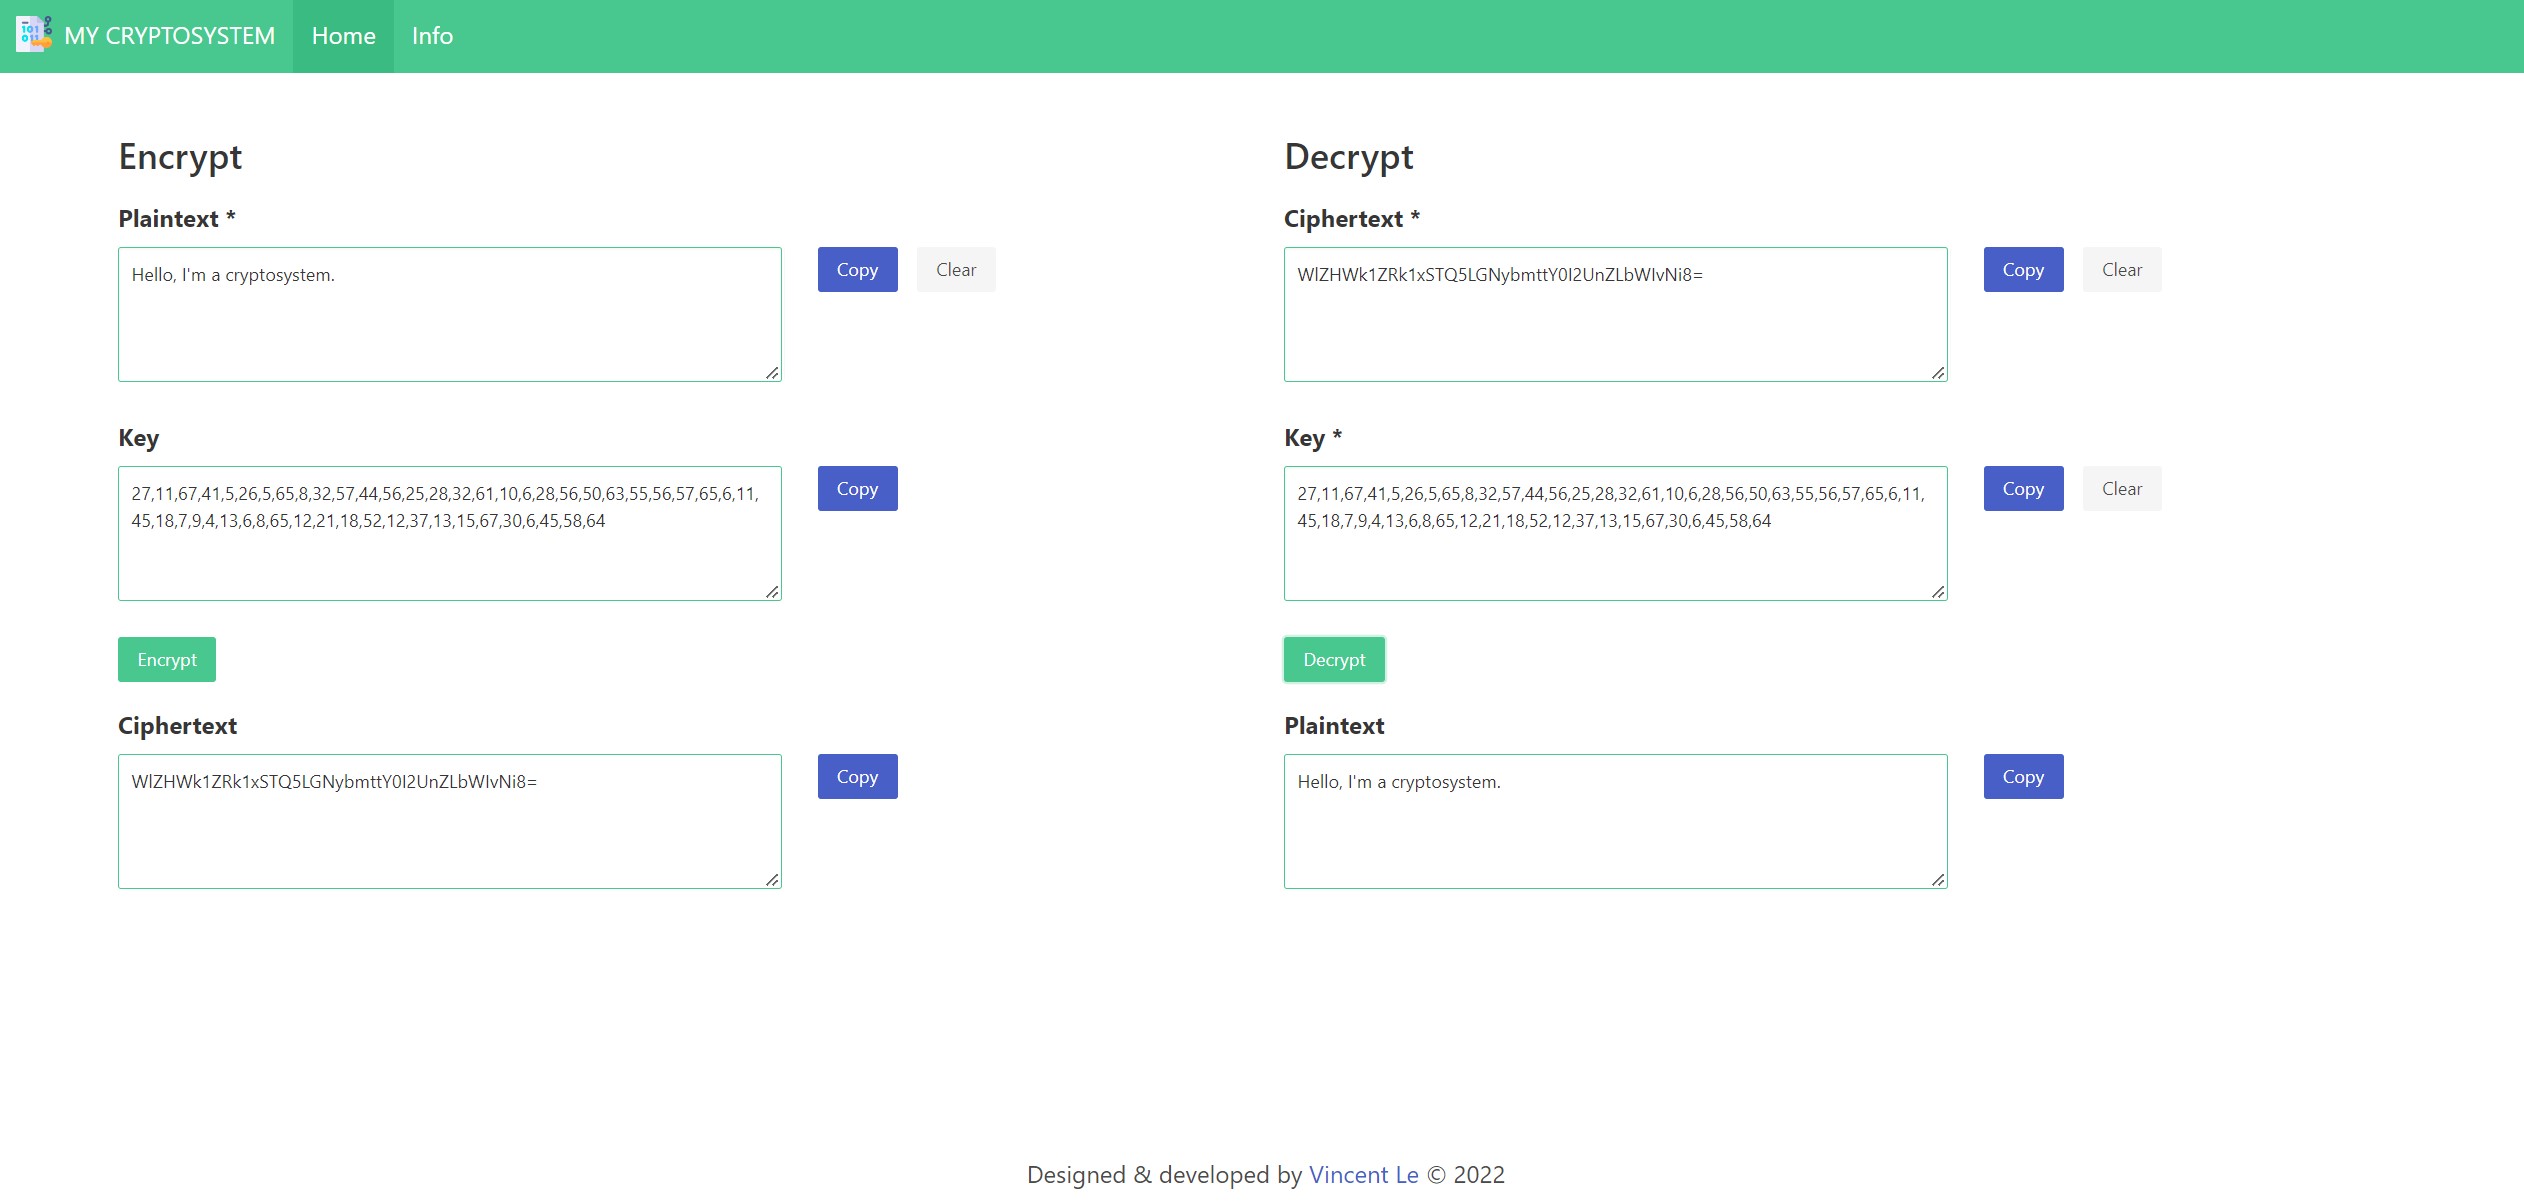 MY CRYPTOSYSTEM Home Info
Encrypt
Plaintext *
Hello, I'm a cryptosystem.
Copy Clear
Key
27,11,67,41,5,26,5,65,8,32,57,44,56,25,28,32,61,10,6,28,56,50,63,55,56,57,65,6,11,
45,18,7,9,4,13,6,8,65,12,21,18,52,12,37,13,15,67,30,6,45,58,64
Copy
Encrypt
Ciphertext
WlZHWk1ZRk1xSTQ5LGNybmttY0I2UnZLbWIvNi8=
Copy
Decrypt
Ciphertext *
WlZHWk1ZRk1xSTQ5LGNybmttY0I2UnZLbWIvNi8=
Copy Clear
Key *
27,11,67,41,5,26,5,65,8,32,57,44,56,25,28,32,61,10,6,28,56,50,63,55,56,57,65,6,11,
45,18,7,9,4,13,6,8,65,12,21,18,52,12,37,13,15,67,30,6,45,58,64
Copy Clear
Decrypt
Plaintext
Hello, I'm a cryptosystem.
Copy
Designed & developed by Vincent Le © 2022